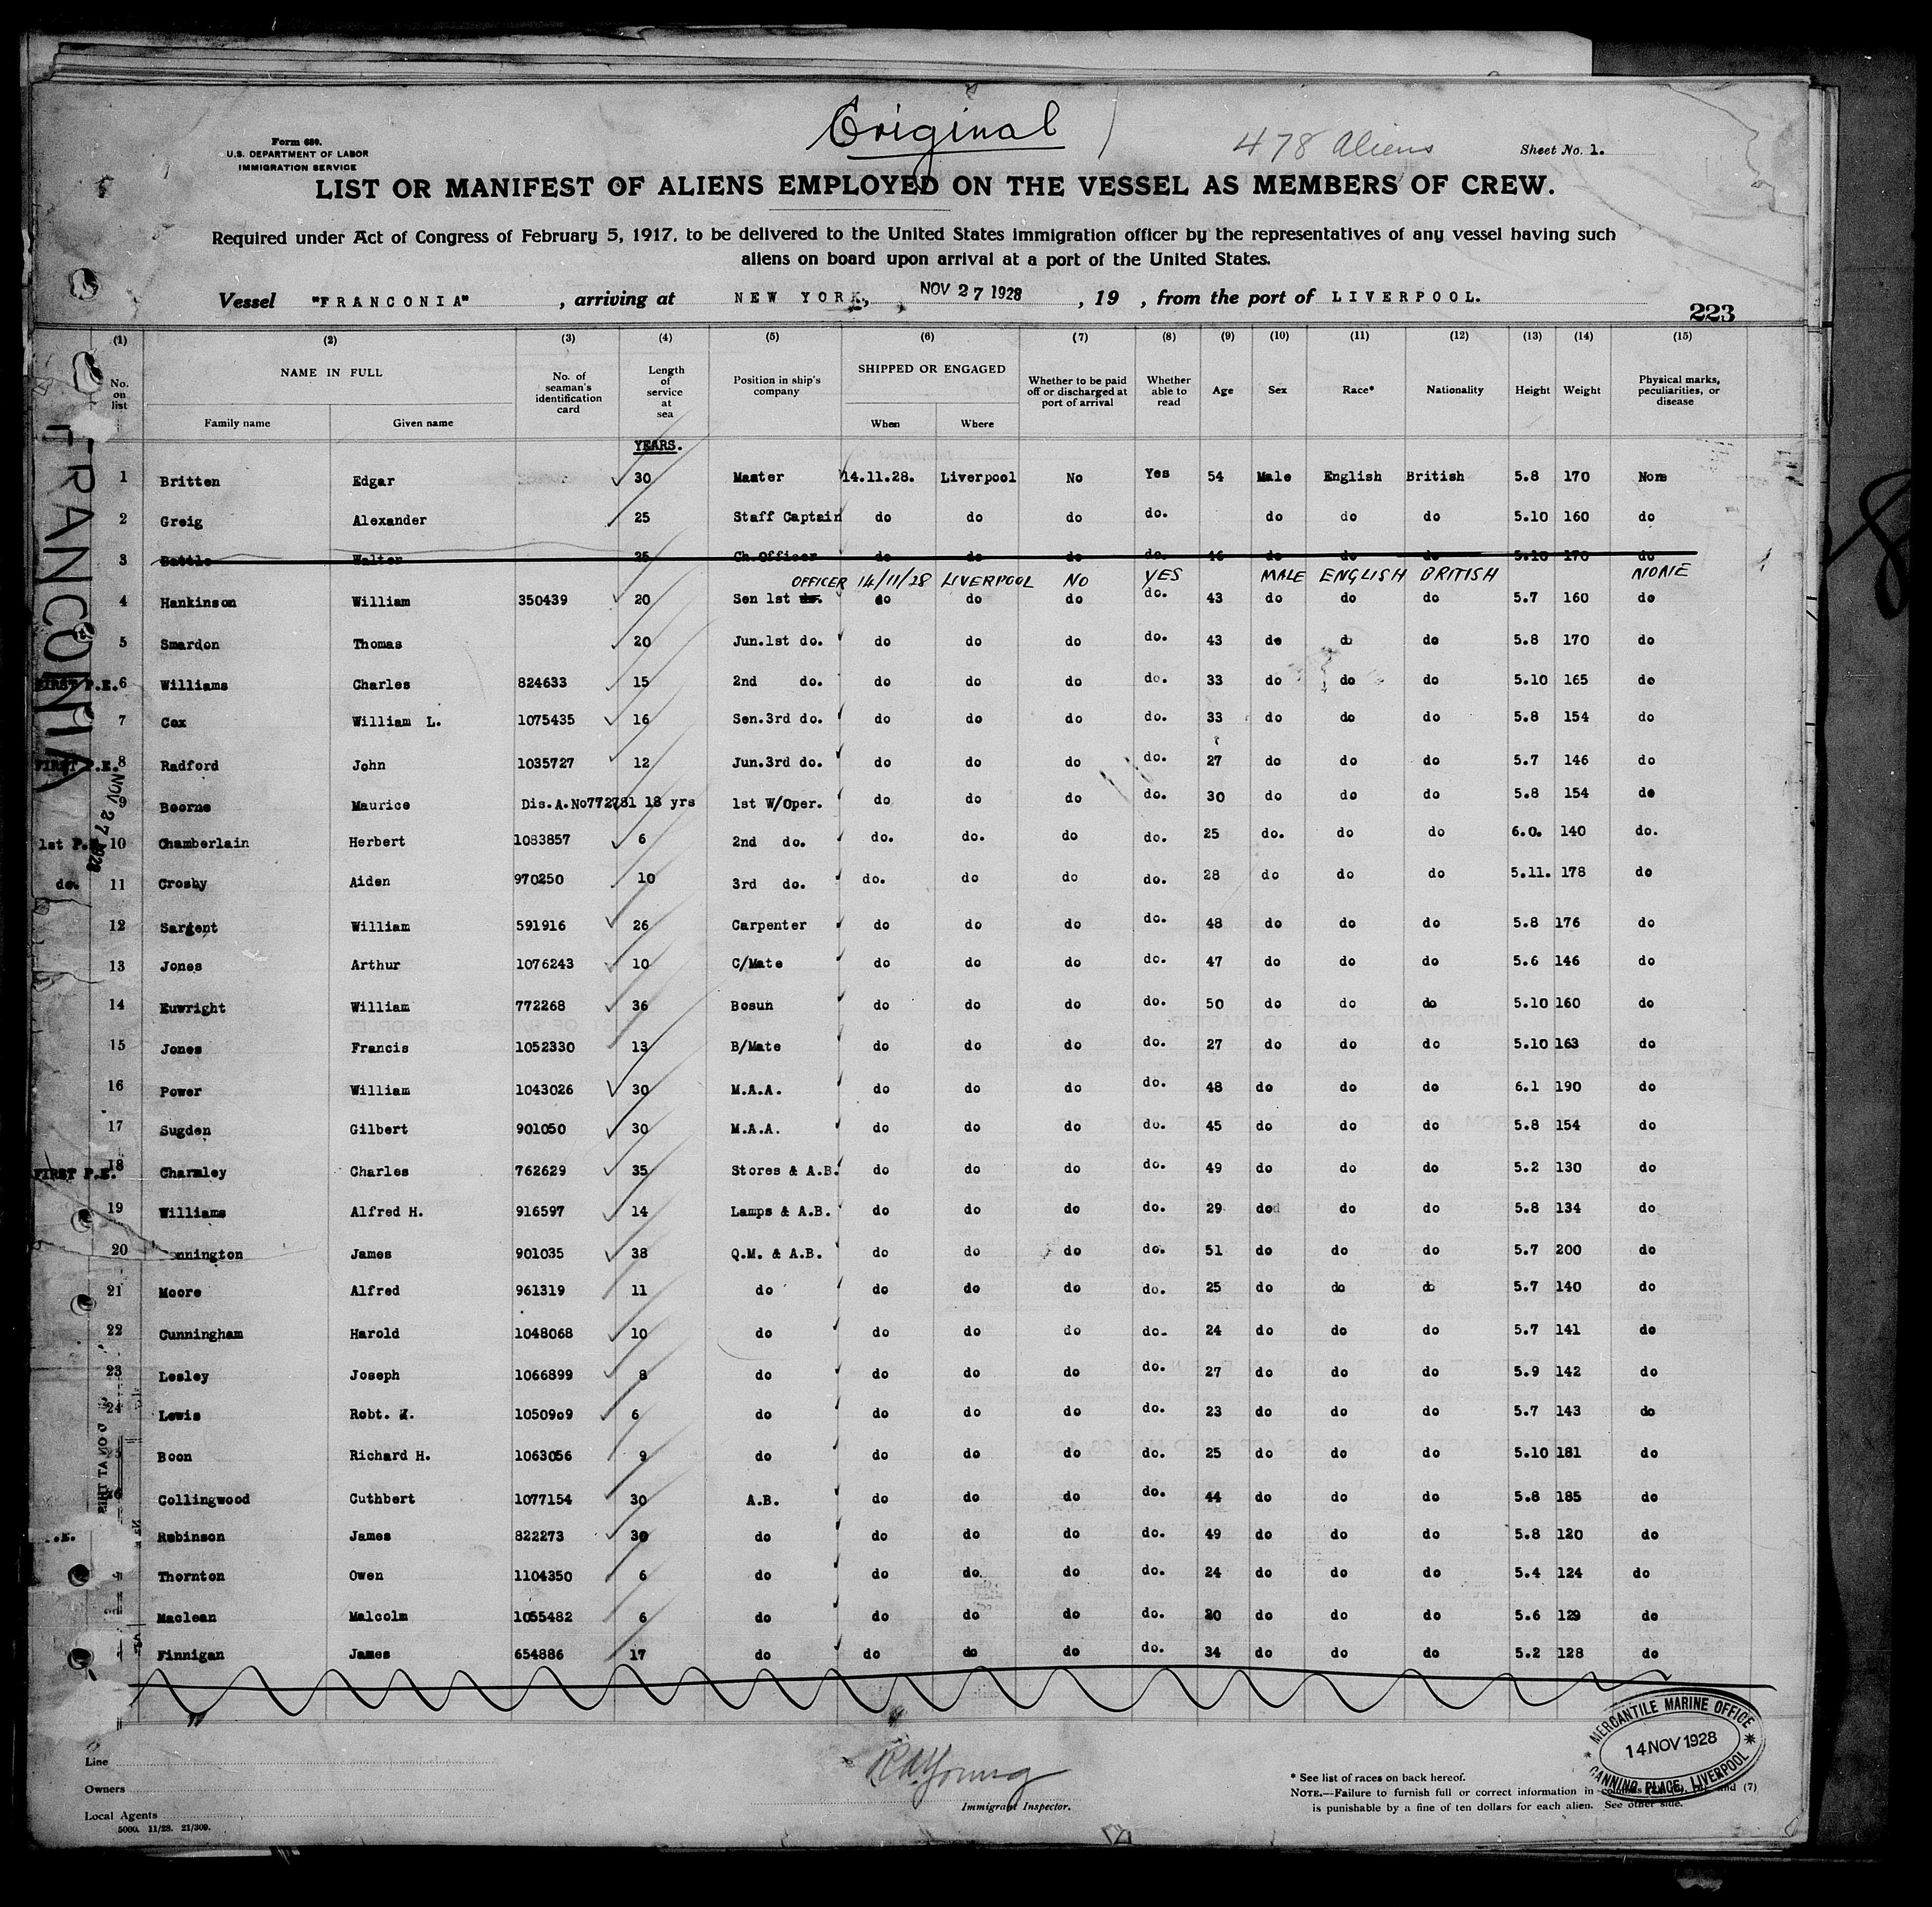 Original
478 Aliens
Sheet No. 1.
Form 680.
U.S. DEPARTMENT OF LABOR
IMMIGRATION SERVICE
LIST OR MANIFEST OF ALIENS EMPLOYED ON THE VESSEL AS MEMBERS OF CREW.
Required under Act of Congress of February 5, 1917, to be delivered to the United States immigration officer by the representatives of any vessel having such
aliens on board upon arrival at a port of the United States.
Vessel "FRANCONIA", arriving at NEW YORK, NOV 27 1928, 19 , from the port of LIVERPOOL.
223
(1) (2) (3) (4) (5) (6) (7) (8) (9) (10) (11) (12) (13) (14) (15)
No. on list NAME IN FULL Family name Given name No. of seaman's identification card Length of service at sea Position in ship's company SHIPPED OR ENGAGED When Where Whether to be paid off or discharged at port of arrival Whether able to read Age Sex Race* Nationality Height Weight Physical marks, peculiarities, or disease
YEARS.
1 Britten Edgar 30 Master 14.11.28. Liverpool No Yes 54 Male English British 5.8 170 None
2 Greig Alexander 25 Staff Captain do do do do. do do do 5.10 160 do
3 Battle Walter 25 Ch.Officer do do do do. 46 do do do 5.10 170 do
OFFICER 14/11/28 LIVERPOOL NO YES MALE ENGLISH BRITISH NONE
4 Hankinson William 350439 20 Sen 1st do. do do do do. 43 do do do 5.7 160 do
5 Smardon Thomas 20 Jun.1st do. do do do do. 43 do do do 5.8 170 do
FIRST P.E. 6 Williams Charles 824633 15 2nd do. do do do do. 33 do do do 5.10 165 do
7 Cox William L. 1075435 16 Sen.3rd do. do do do do. 33 do do do 5.8 154 do
FIRST P.E. 8 Radford John 1035727 12 Jun.3rd do. do do do do. 27 do do do 5.7 146 do
9 Beorne Maurice Dis.A.No772781 18 yrs 1st W/Oper. do do do do. 30 do do do 5.8 154 do
1st P.E. 10 Chamberlain Herbert 1083857 6 2nd do. do. do. do do. 25 do. do do 6.0. 140 do.
do. 11 Crosby Aiden 970250 10 3rd do. do. do do do. 28 do do do 5.11. 178 do
12 Sargent William 591916 26 Carpenter do do do do. 48 do do do 5.8 176 do
13 Jones Arthur 1076243 10 C/Mate do do do do. 47 do do do 5.6 146 do
14 Euwright William 772268 36 Bosun do do do do. 50 do do do 5.10 160 do
15 Jones Francis 1052330 13 B/Mate do do do do. 27 do do do 5.10 163 do
16 Power William 1043026 30 M.A.A. do do do do. 48 do do do 6.1 190 do
17 Sugden Gilbert 901050 30 M.A.A. do do do do. 45 do do do 5.8 154 do
FIRST P.E. 18 Charmley Charles 762629 35 Stores & A.B. do do do do. 49 do do do 5.2 130 do
19 Williams Alfred H. 916597 14 Lamps & A.B. do do do do. 29 do do do 5.8 134 do
20 nnington James 901035 38 Q.M. & A.B. do do do do. 51 do do do 5.7 200 do
21 Moore Alfred 961319 11 do do do do do. 25 do do do 5.7 140 do
22 Cunningham Harold 1048068 10 do do do do do. 24 do do do 5.7 141 do
23 Lesley Joseph 1066899 8 do do do do do. 27 do do do 5.9 142 do
24 Lewis Robt. 1050909 6 do do do do do. 23 do do do 5.7 143 do
Boon Richard H. 1063056 9 do do do do do. 25 do do do 5.10 181 do
Collingwood Cuthbert 1077154 30 A.B. do do do do. 44 do do do 5.8 185 do
Robinson James 822273 30 do do do do do. 49 do do do 5.8 120 do
Thornton Owen 1104350 6 do do do. do do. 24 do do do 5.4 124 do
Maclean Malcolm 1055482 6 do do do do do. 20 do do do 5.6 129 do
Finnigan James 654886 17 do do do do do. 34 do do do 5.2 128 do
FRANCONIA
NOV 27 1928
Line
Owners
Local Agents
5000. 11/28. 21/309.
Immigrant Inspector.
* See list of races on back hereof.
NOTE.—Failure to furnish full or correct information in columns and (7)
is punishable by a fine of ten dollars for each alien. See other side.
MERCANTILE MARINE OFFICE
14 NOV 1928
CANNING PLACE, LIVERPOOL